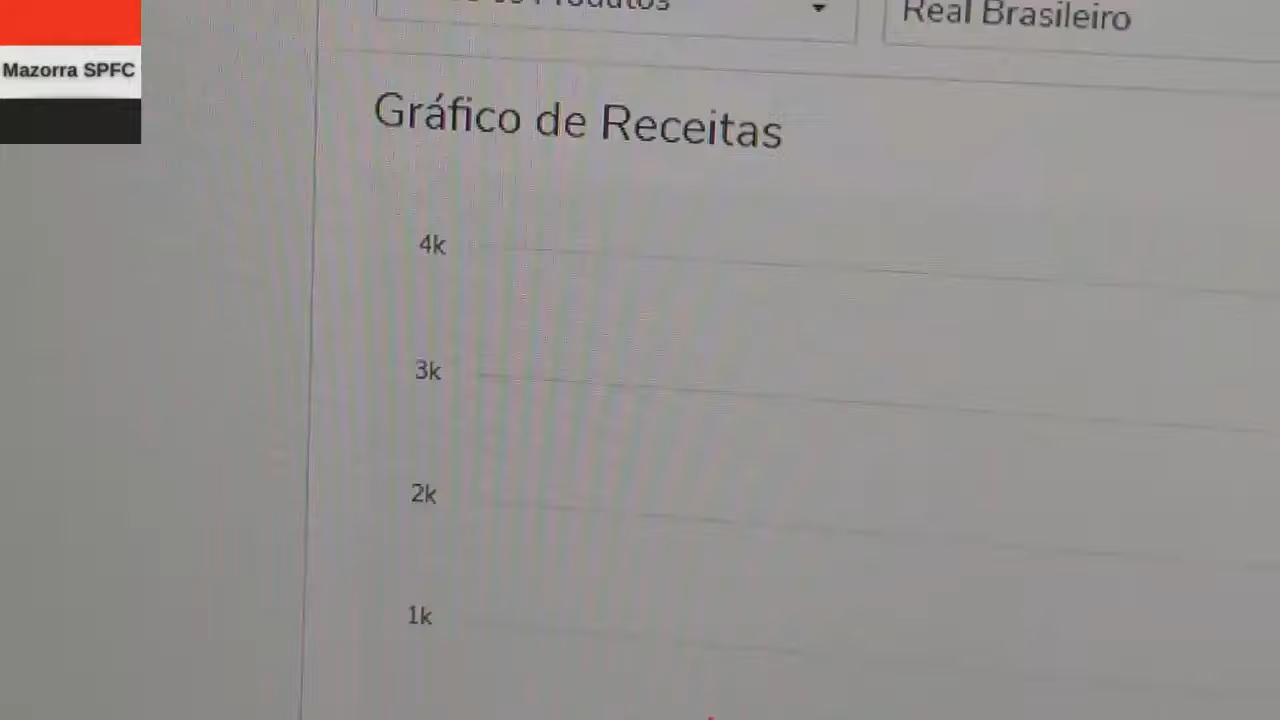 Real Brasileiro
Mazorra SPFC
Gráfico de Receitas
4k
3k
2k
1k